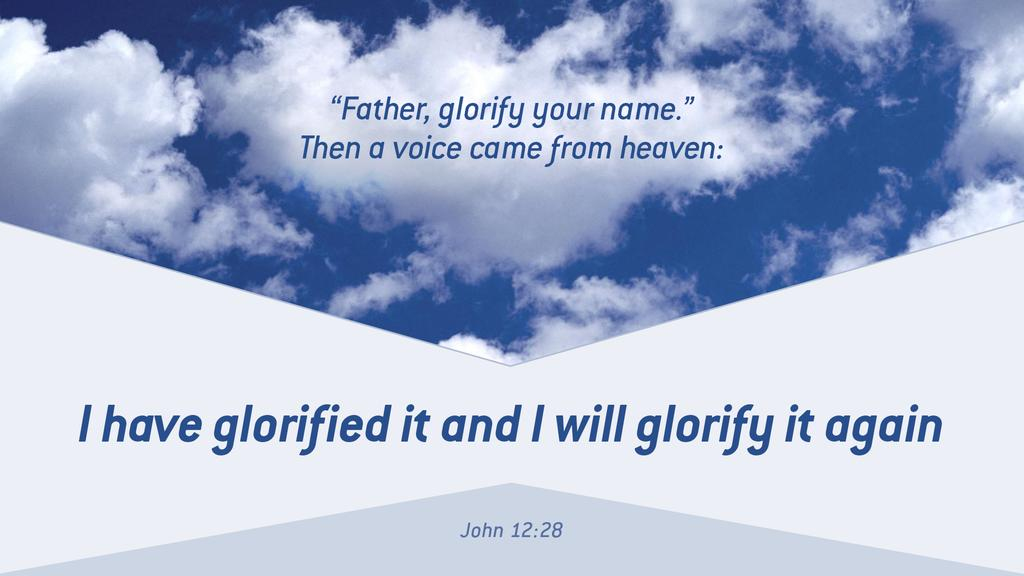 “Father, glorify your name.”
Then a voice came from heaven:
I have glorified it and I will glorify it again
John 12:28